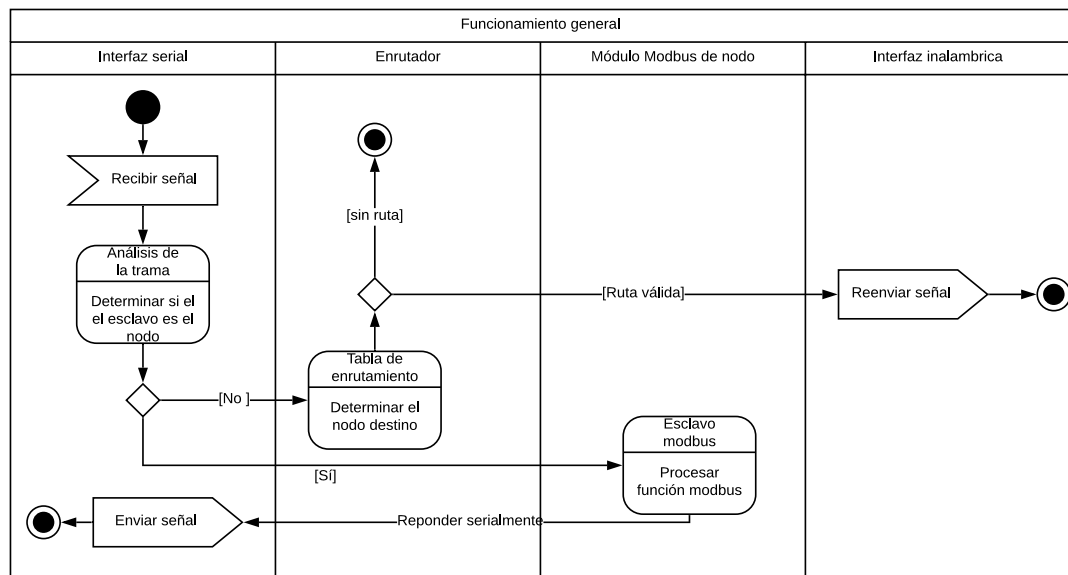 Funcionamiento general
Interfaz serial
Enrutador
Módulo Modbus de nodo
Interfaz inalambrica
Recibir señal
[sin ruta]
Análisis de
la trama
Determinar si el
el esclavo es el
nodo
[Ruta válida]
Reenviar señal
Tabla de
enrutamiento
Determinar el
nodo destino
[No ]
Esclavo
modbus
Procesar
función modbus
[Sí]
Enviar señal
Reponder serialmente